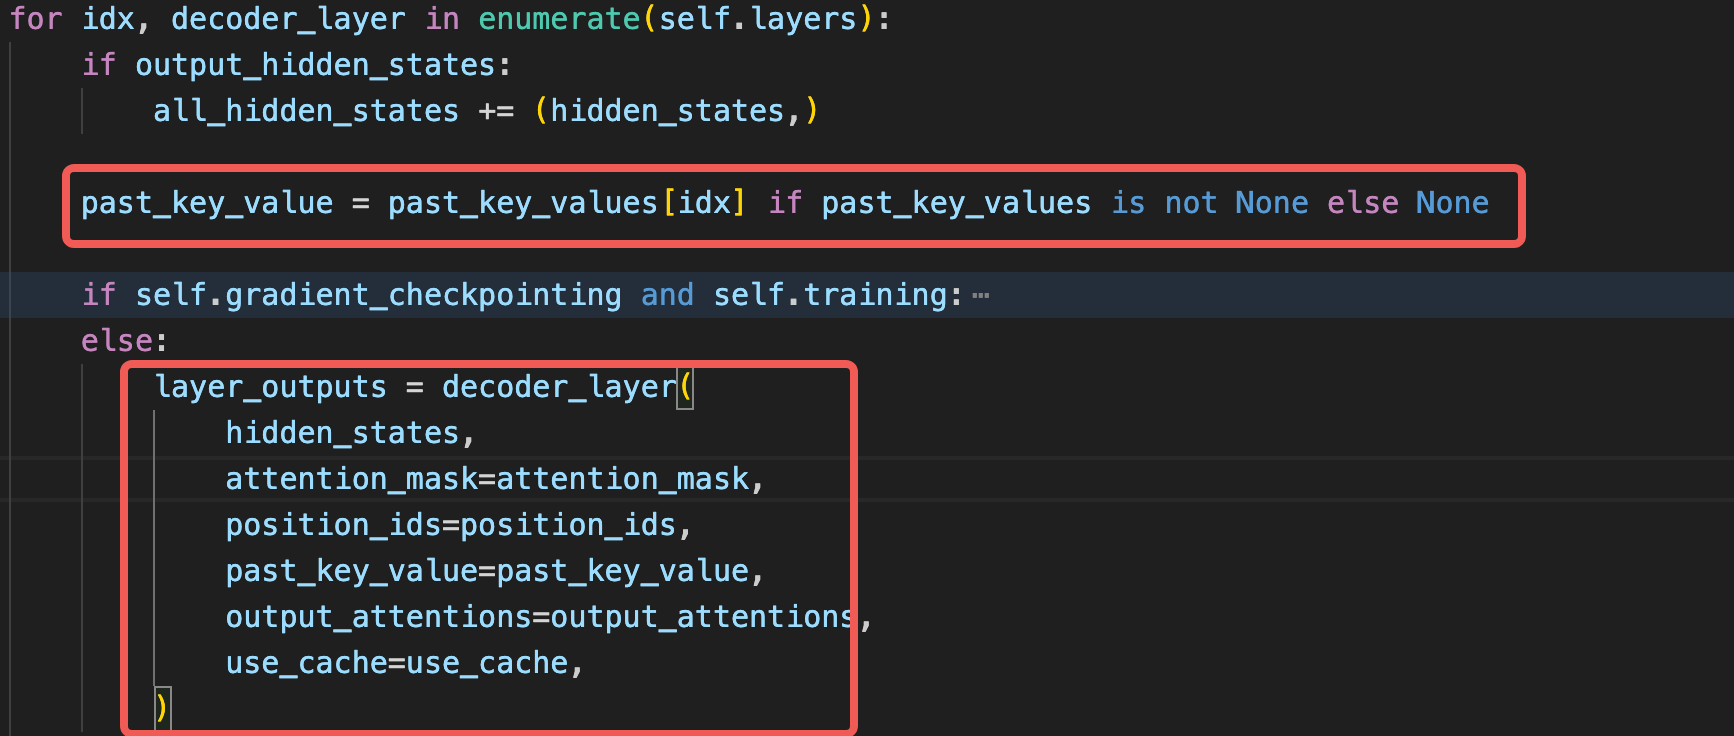 for idx, decoder_layer in enumerate(self.layers):
    if output_hidden_states:
        all_hidden_states += (hidden_states,)

    past_key_value = past_key_values[idx] if past_key_values is not None else None

    if self.gradient_checkpointing and self.training:⋯
    else:
        layer_outputs = decoder_layer(
            hidden_states,
            attention_mask=attention_mask,
            position_ids=position_ids,
            past_key_value=past_key_value,
            output_attentions=output_attentions,
            use_cache=use_cache,
        )